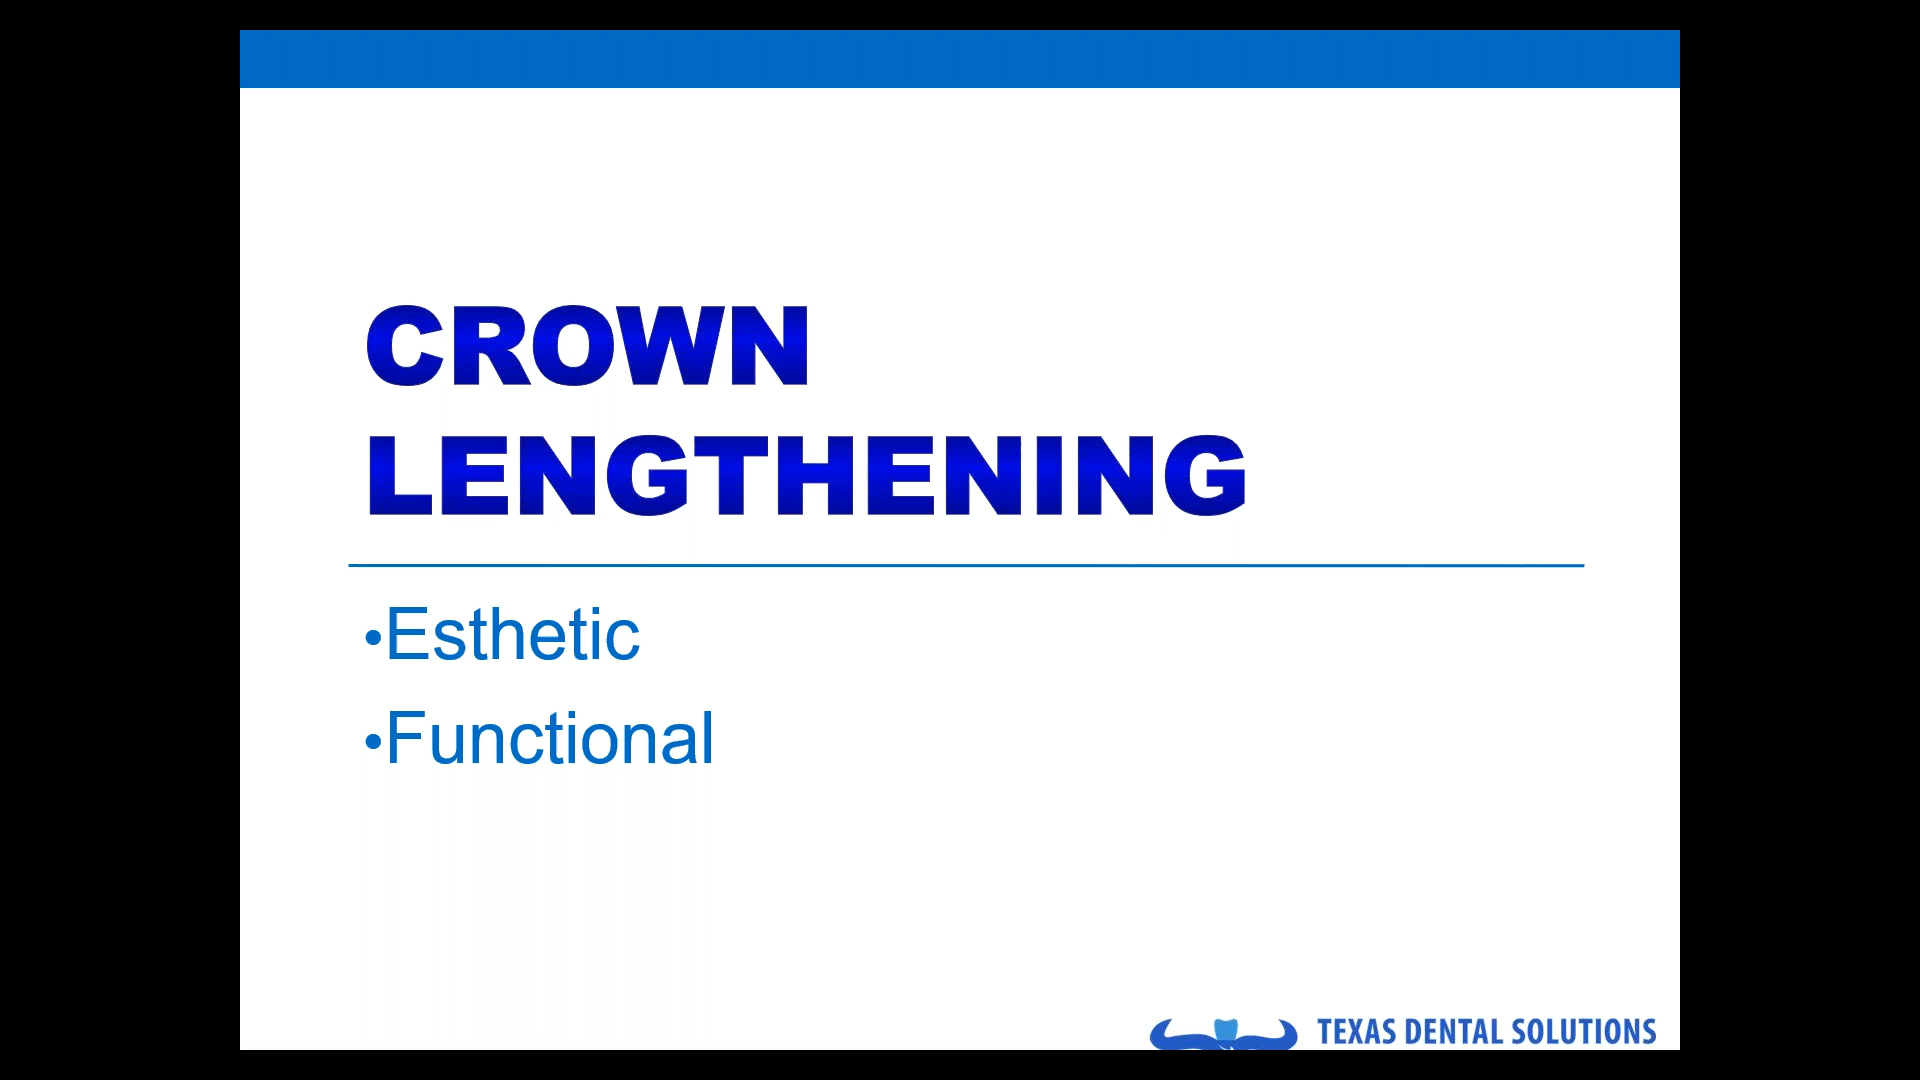 CROWN
LENGTHENING
•Esthetic
•Functional
TEXAS DENTAL SOLUTIONS